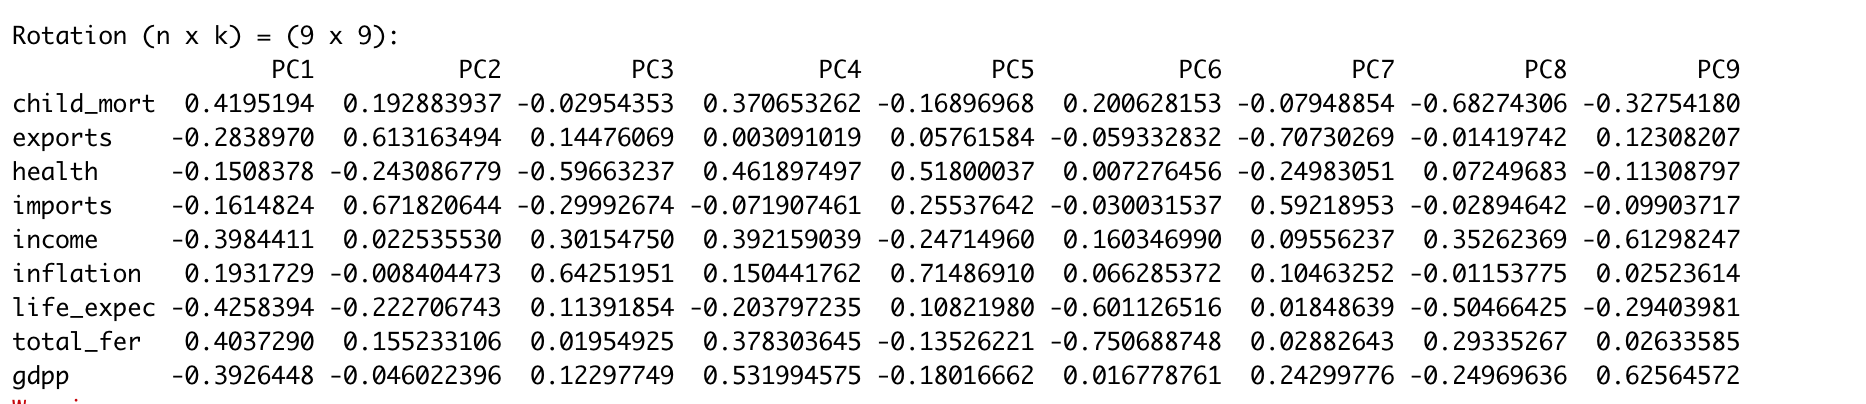 Rotation (n x k) = (9 x 9):
PC1 PC2 PC3 PC4 PC5 PC6 PC7 PC8 PC9
child_mort 0.4195194 0.192883937 -0.02954353 0.370653262 -0.16896968 0.200628153 -0.07948854 -0.68274306 -0.32754180
exports -0.2838970 0.613163494 0.14476069 0.003091019 0.05761584 -0.059332832 -0.70730269 -0.01419742 0.12308207
health -0.1508378 -0.243086779 -0.59663237 0.461897497 0.51800037 0.007276456 -0.24983051 0.07249683 -0.11308797
imports -0.1614824 0.671820644 -0.29992674 -0.071907461 0.25537642 -0.030031537 0.59218953 -0.02894642 -0.09903717
income -0.3984411 0.022535530 0.30154750 0.392159039 -0.24714960 0.160346990 0.09556237 0.35262369 -0.61298247
inflation 0.1931729 -0.008404473 0.64251951 0.150441762 0.71486910 0.066285372 0.10463252 -0.01153775 0.02523614
life_expec -0.4258394 -0.222706743 0.11391854 -0.203797235 0.10821980 -0.601126516 0.01848639 -0.50466425 -0.29403981
total_fer 0.4037290 0.155233106 0.01954925 0.378303645 -0.13526221 -0.750688748 0.02882643 0.29335267 0.02633585
gdpp -0.3926448 -0.046022396 0.12297749 0.531994575 -0.18016662 0.016778761 0.24299776 -0.24969636 0.62564572